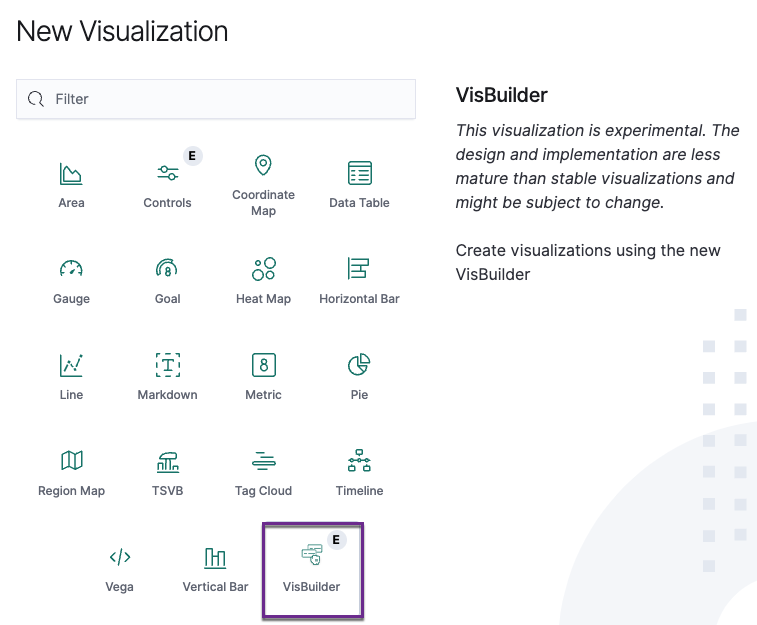 New Visualization
Filter
VisBuilder
This visualization is experimental. The
design and implementation are less
mature than stable visualizations and
might be subject to change.
Create visualizations using the new
VisBuilder
Area
E
Controls
Coordinate
Map
Data Table
Gauge
8
Goal
Heat Map
Horizontal Bar
Line
T
Markdown
8
Metric
Pie
Region Map
TSVB
Tag Cloud
Timeline
</>
Vega
Vertical Bar
E
VisBuilder